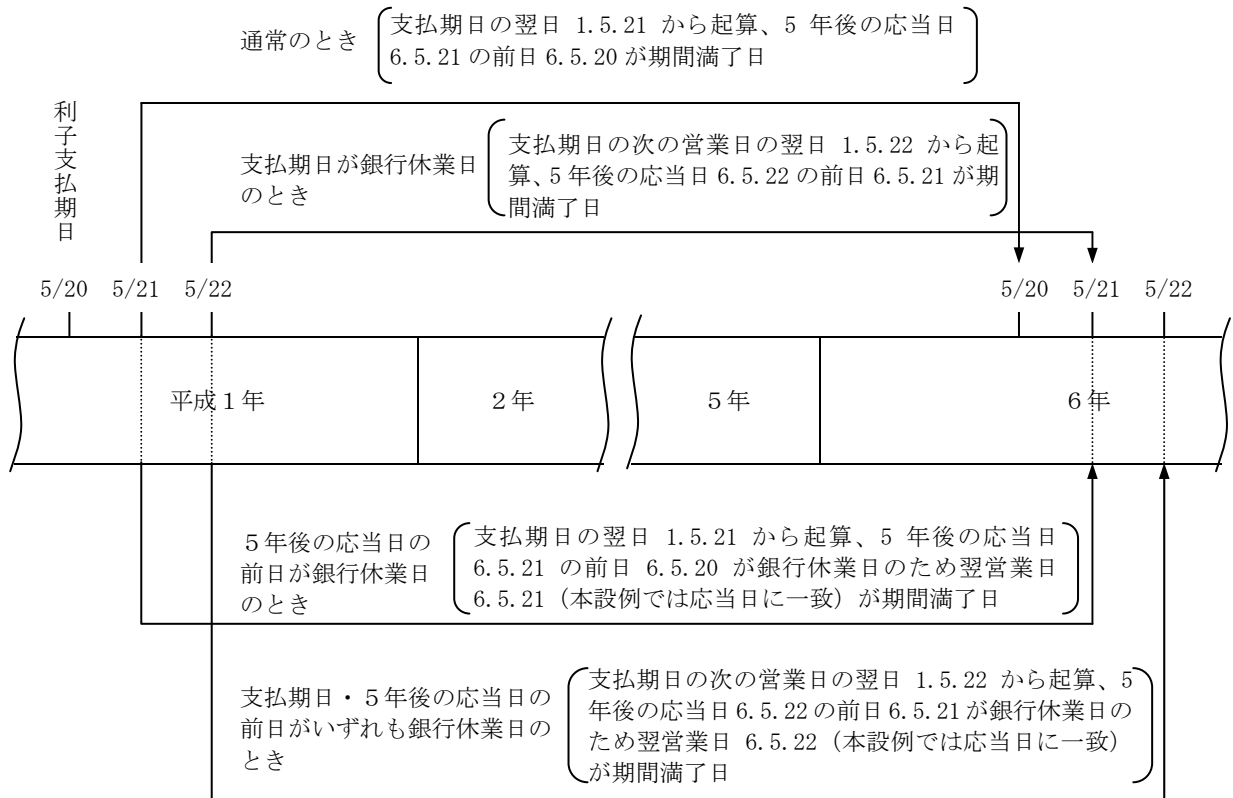 通常のとき
支払期日の翌日 1.5.21 から起算、5 年後の応当日
6.5.21 の前日 6.5.20 が期間満了日
利子支払期日
支払期日が銀行休業日
のとき
支払期日の次の営業日の翌日 1.5.22 から起
算、5 年後の応当日 6.5.22 の前日 6.5.21 が期
間満了日
5/20 5/21 5/22 5/20 5/21 5/22
平成１年 ２年 ５年 ６年
５年後の応当日の
前日が銀行休業日
のとき
支払期日の翌日 1.5.21 から起算、5 年後の応当日
6.5.21 の前日 6.5.20 が銀行休業日のため翌営業日
6.5.21（本設例では応当日に一致）が期間満了日
支払期日・５年後の応当日の
前日がいずれも銀行休業日の
とき
支払期日の次の営業日の翌日 1.5.22 から起算、5
年後の応当日 6.5.22 の前日 6.5.21 が銀行休業日の
ため翌営業日 6.5.22（本設例では応当日に一致）
が期間満了日